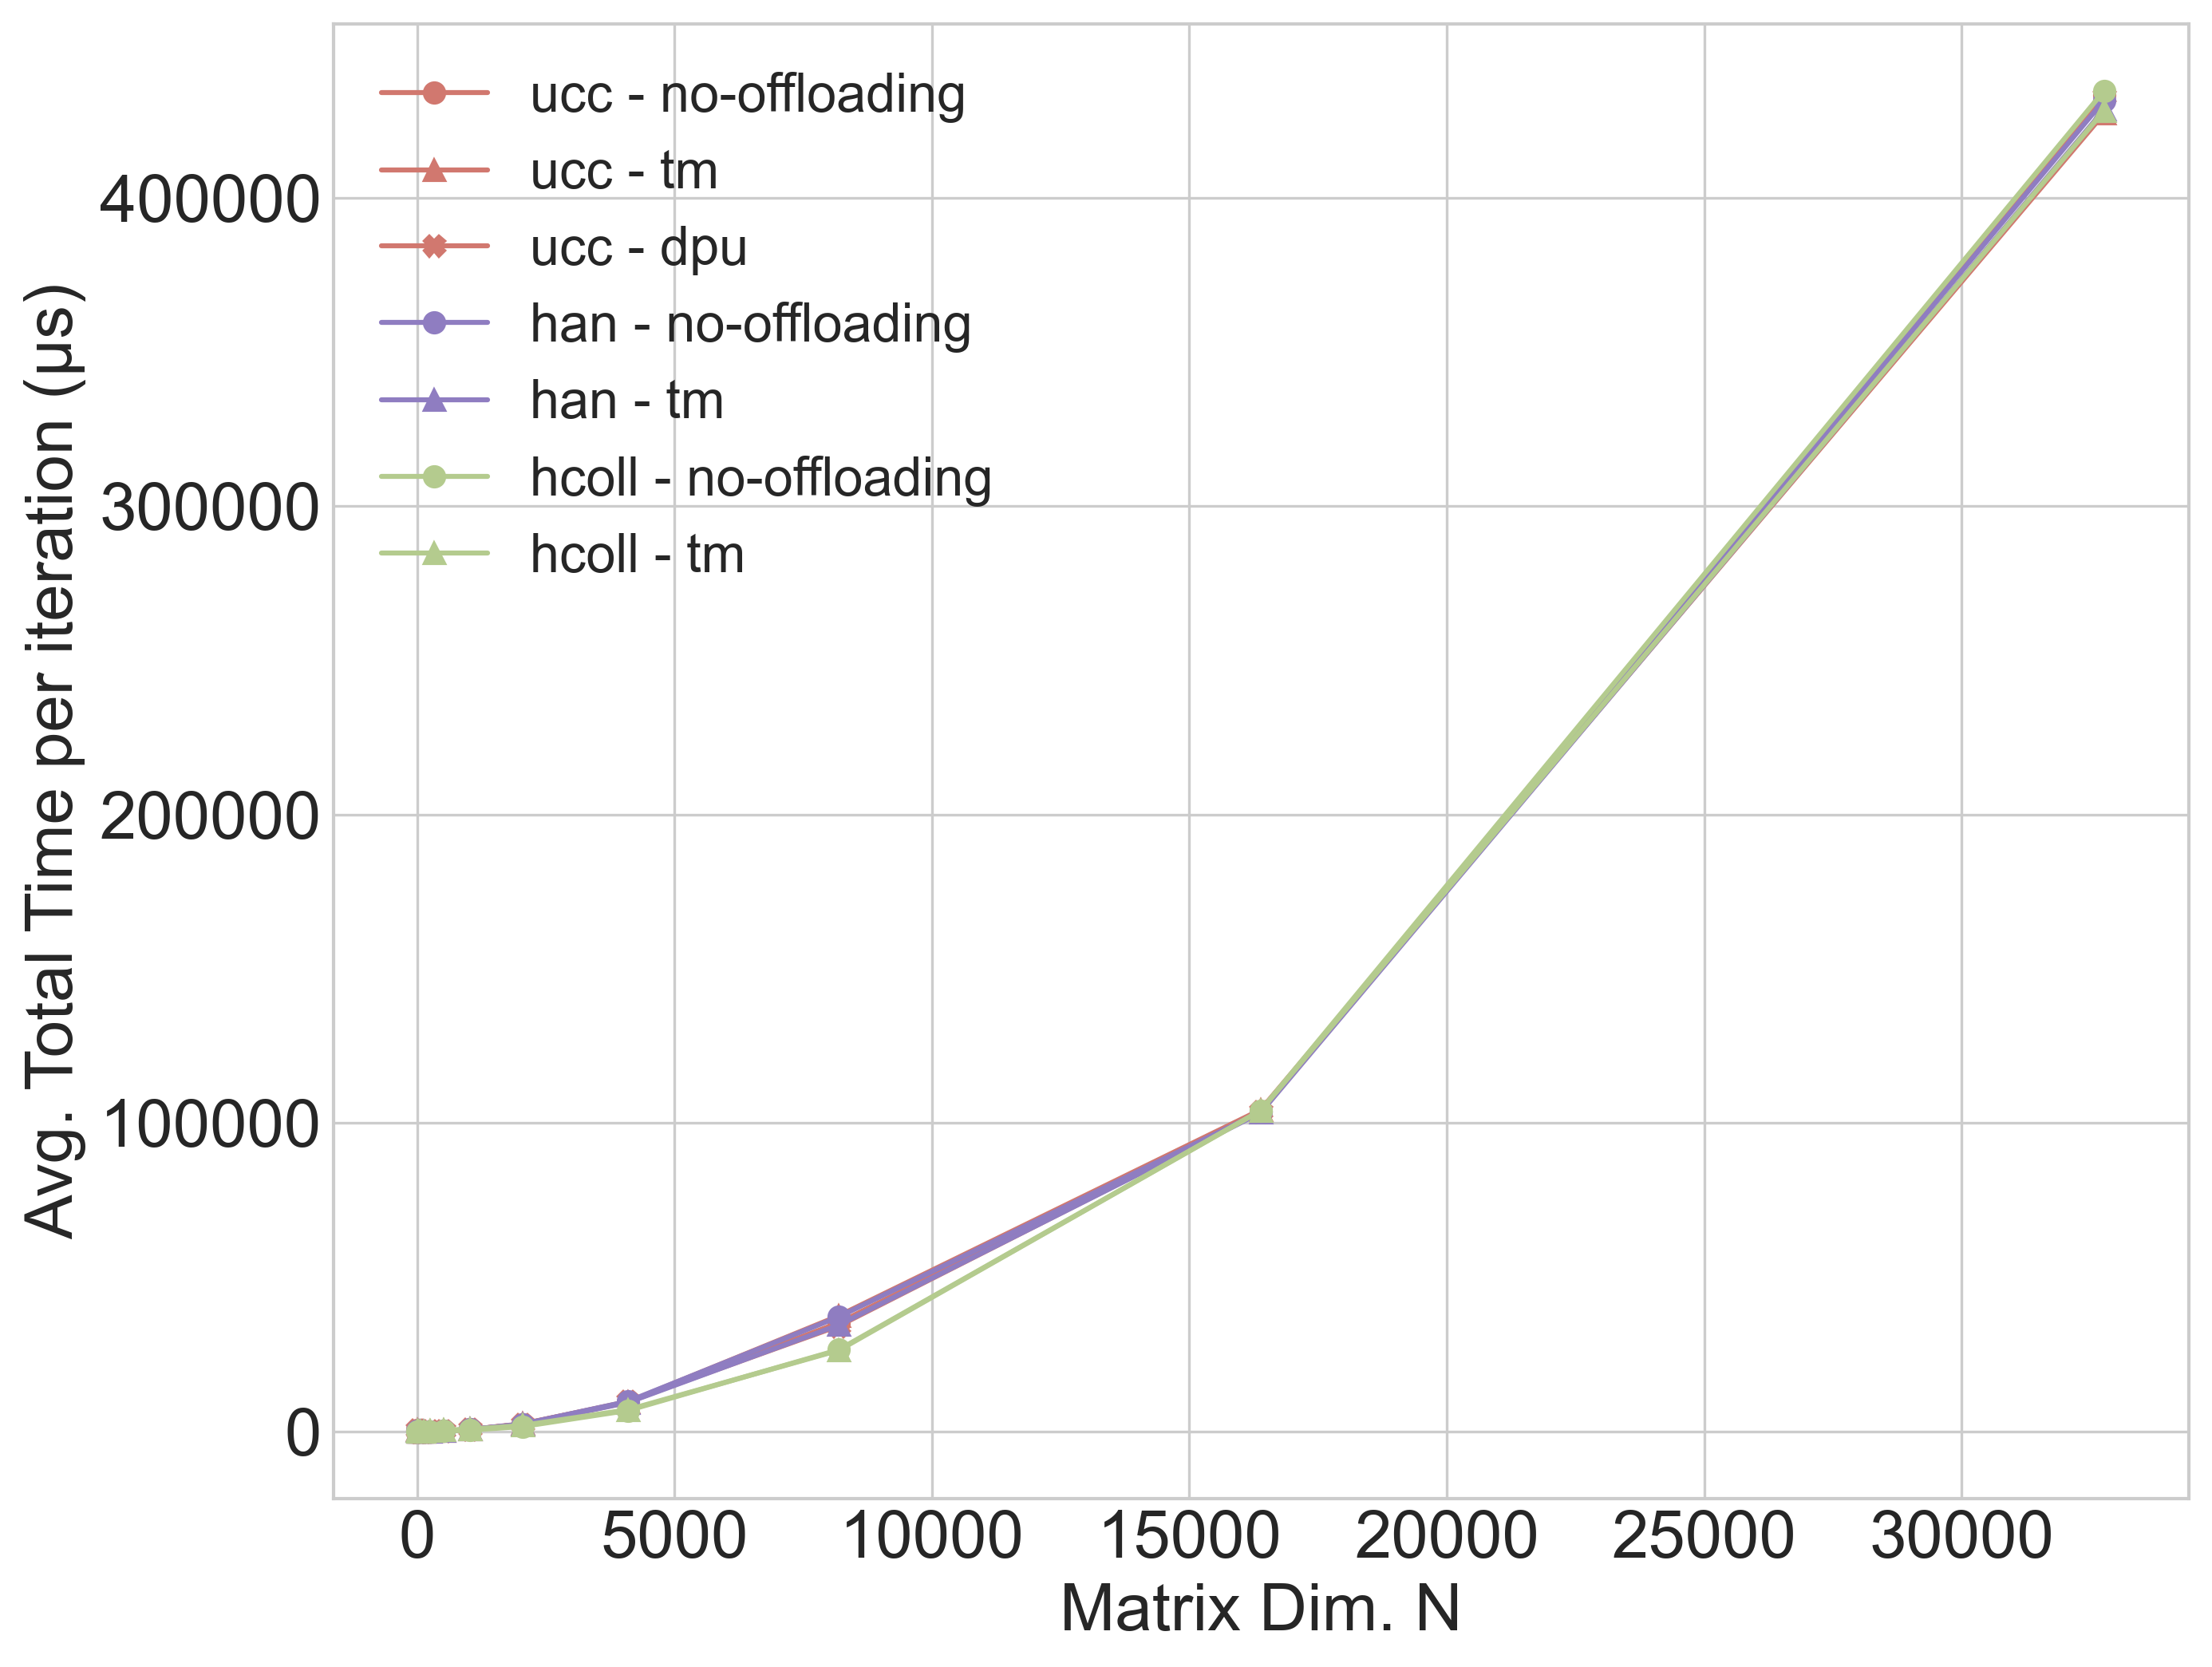 ucc - no-offloading
ucc - tm
ucc - dpu
han - no-offloading
han - tm
hcoll - no-offloading
hcoll - tm
Avg. Total Time per iteration (µs)
400000
300000
200000
100000
0
0 5000 10000 15000 20000 25000 30000
Matrix Dim. N